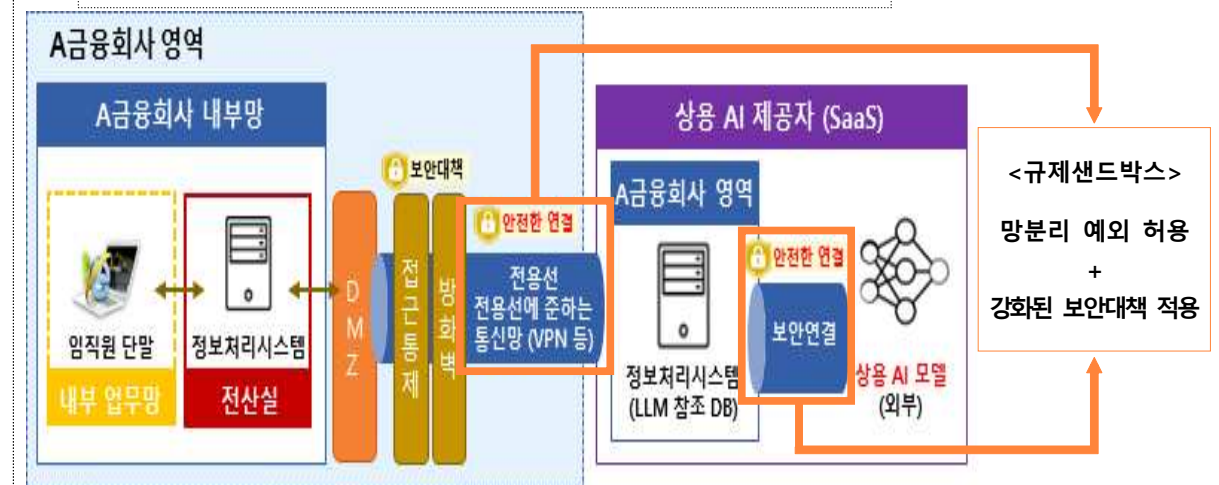 A금융회사 영역
A금융회사 내부망
임직원 단말
내부 업무망
정보처리시스템
전산실
DMZ
보안대책
접근통제
방화벽
안전한 연결
전용선
전용선에 준하는
통신망 (VPN 등)
상용 AI 제공자 (SaaS)
A금융회사 영역
정보처리시스템
(LLM 참조 DB)
안전한 연결
보안연결
상용 AI 모델
(외부)
<규제샌드박스>
망분리 예외 허용
+
강화된 보안대책 적용